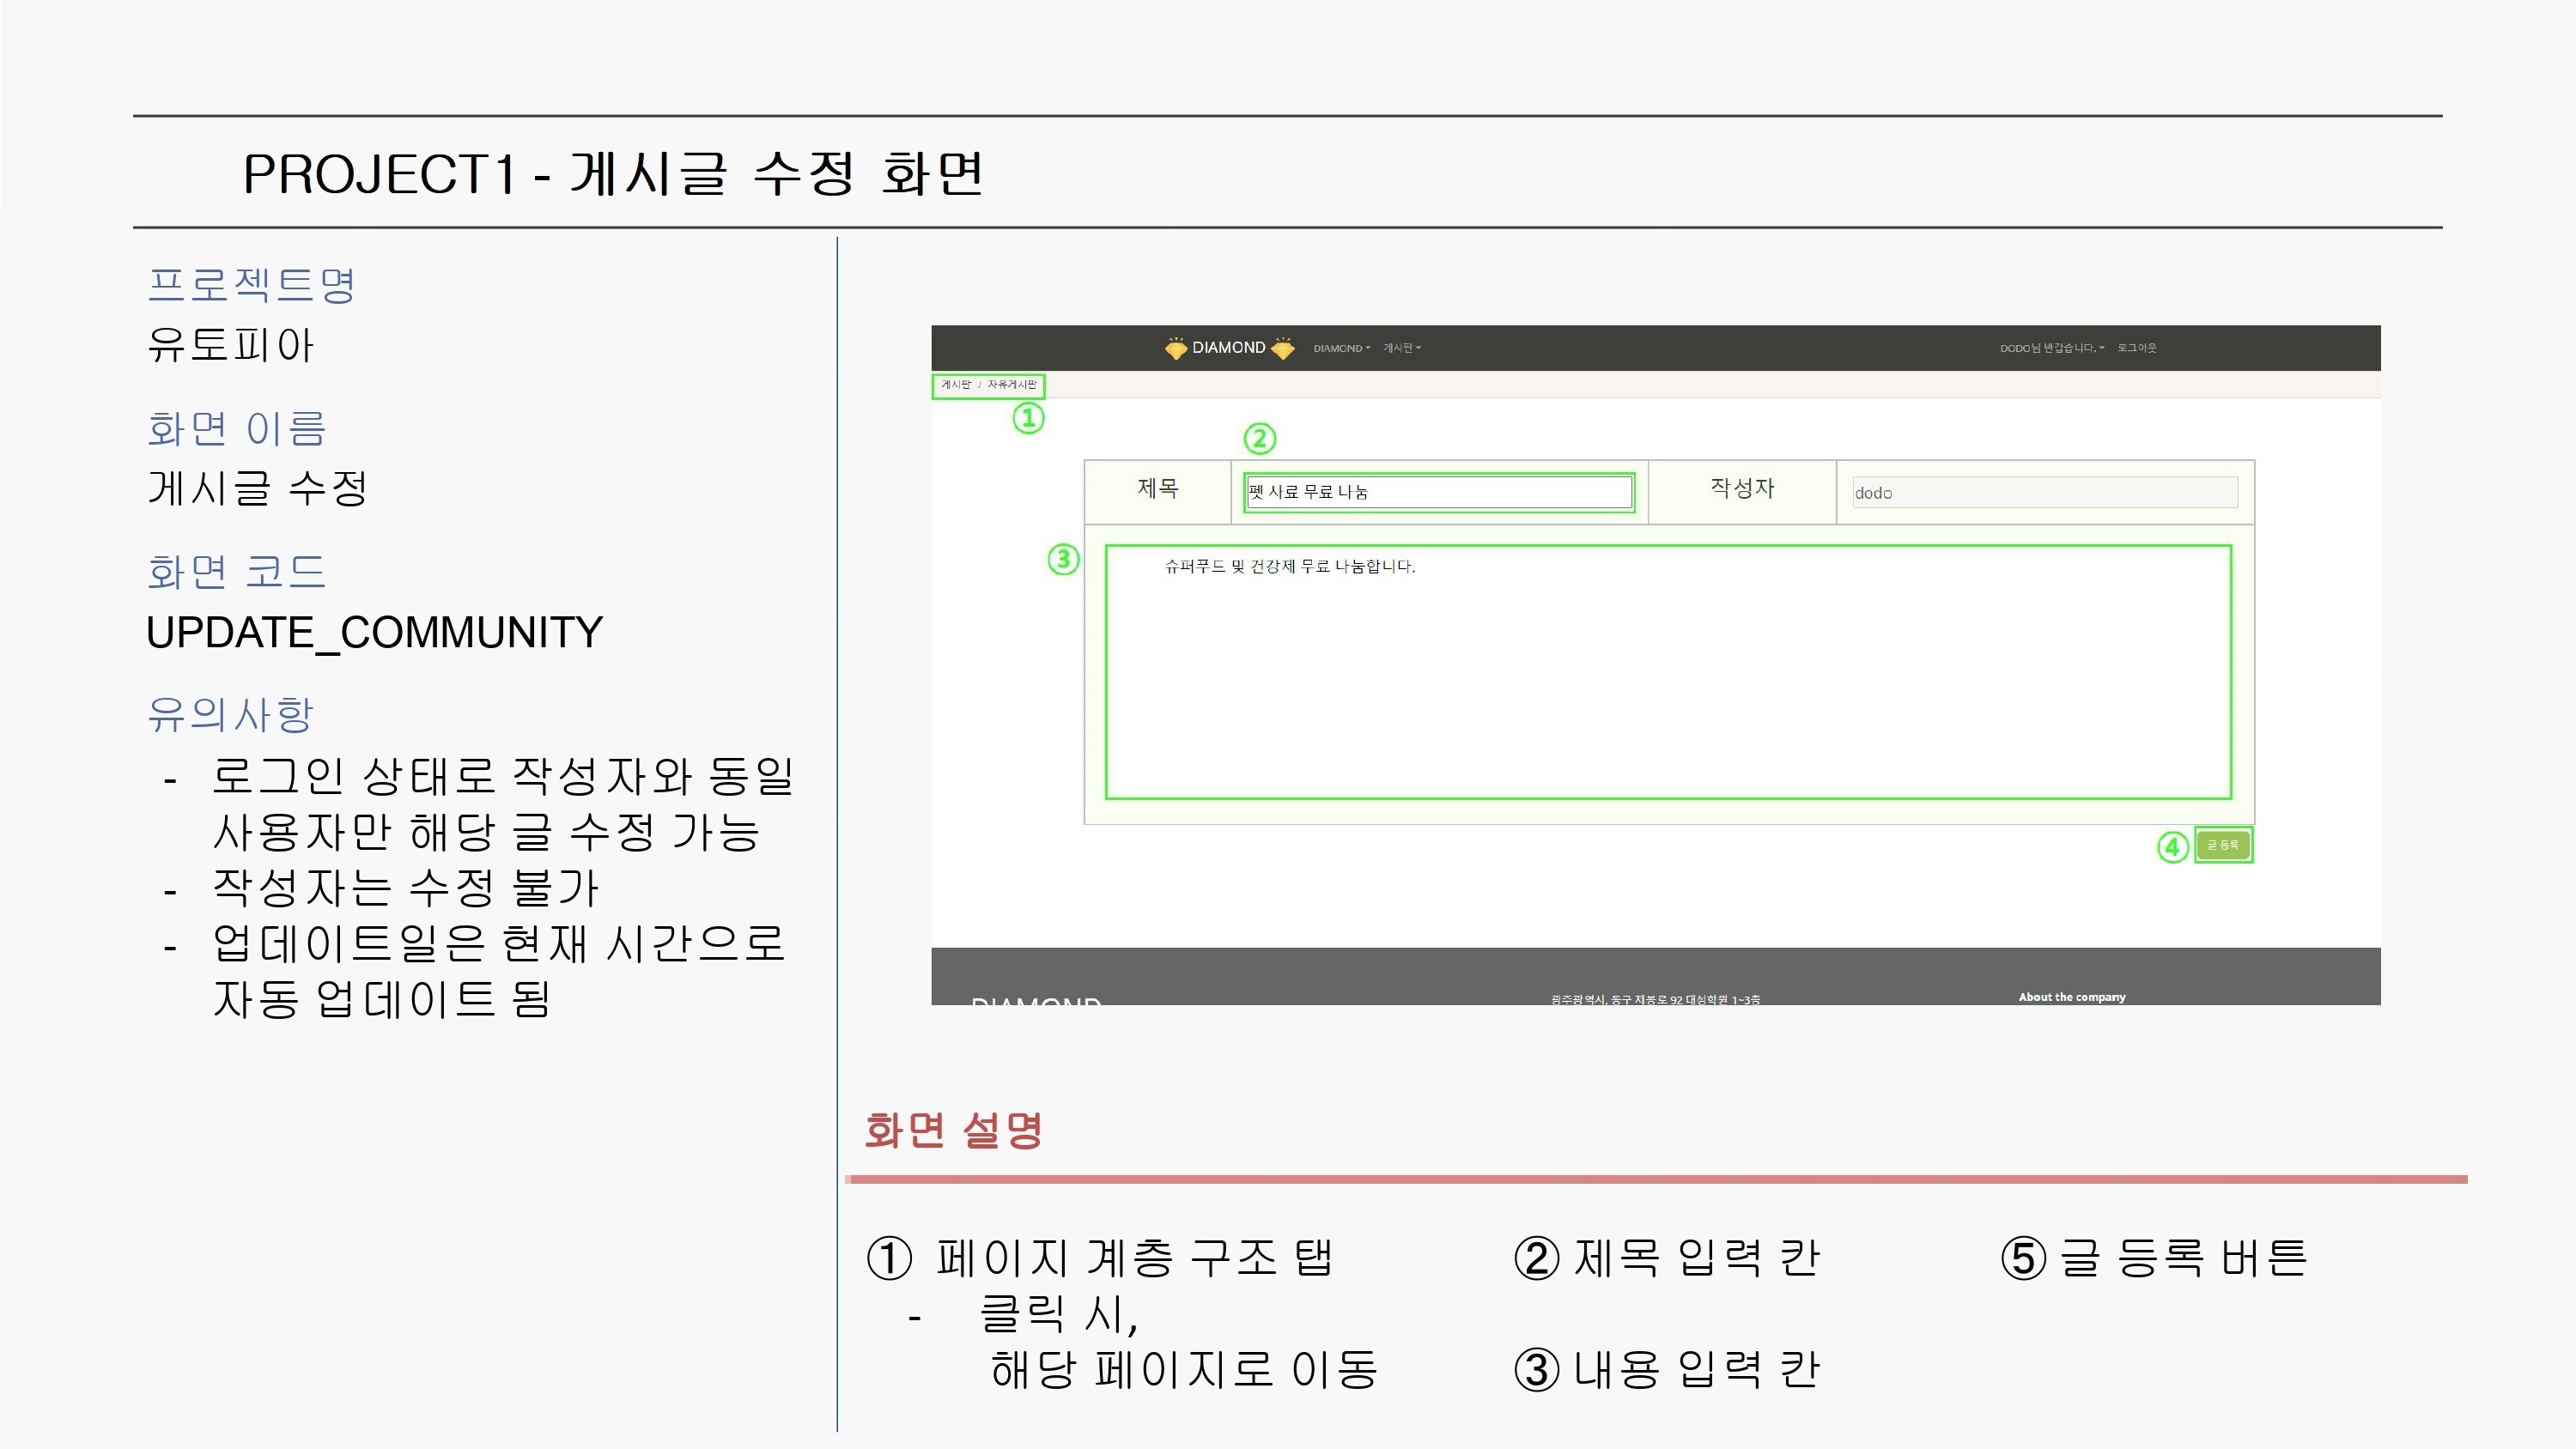 PROJECT1 - 게시글 수정 화면
프로젝트명
유토피아
화면 이름
게시글 수정
화면 코드
UPDATE_COMMUNITY
유의사항
- 로그인 상태로 작성자와 동일
사용자만 해당 글 수정 가능
- 작성자는 수정 불가
- 업데이트일은 현재 시간으로
자동 업데이트 됨
DIAMOND DIAMOND 게시판 DODO님 반갑습니다. 로그아웃
게시판 / 자유게시판
①
②
제목 펫 사료 무료 나눔 작성자 dodo
③
슈퍼푸드 및 건강제 무료 나눔합니다.
④ 글 등록
DIAMOND 광주광역시, 동구 제봉로 92 대성학원 1~3층 About the company
화면 설명
① 페이지 계층 구조 탭
- 클릭 시,
해당 페이지로 이동
② 제목 입력 칸
③ 내용 입력 칸
⑤ 글 등록 버튼